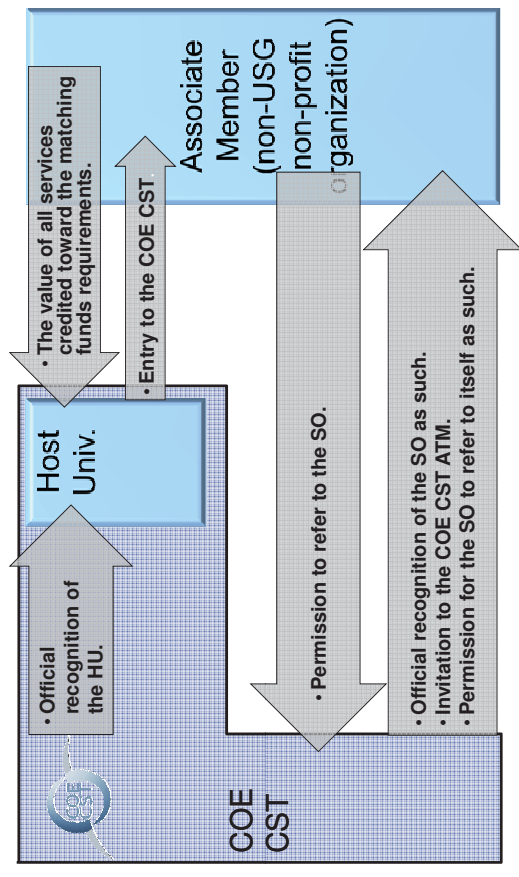 COE
CST
COE
CST
• Official
recognition of
the HU.
Host
Univ.
• The value of all services
credited toward the matching
funds requirements.
• Entry to the COE CST.
Associate
Member
(non-USG
non-profit
organization)
• Permission to refer to the SO.
• Official recognition of the SO as such.
• Invitation to the COE CST ATM.
• Permission for the SO to refer to itself as such.